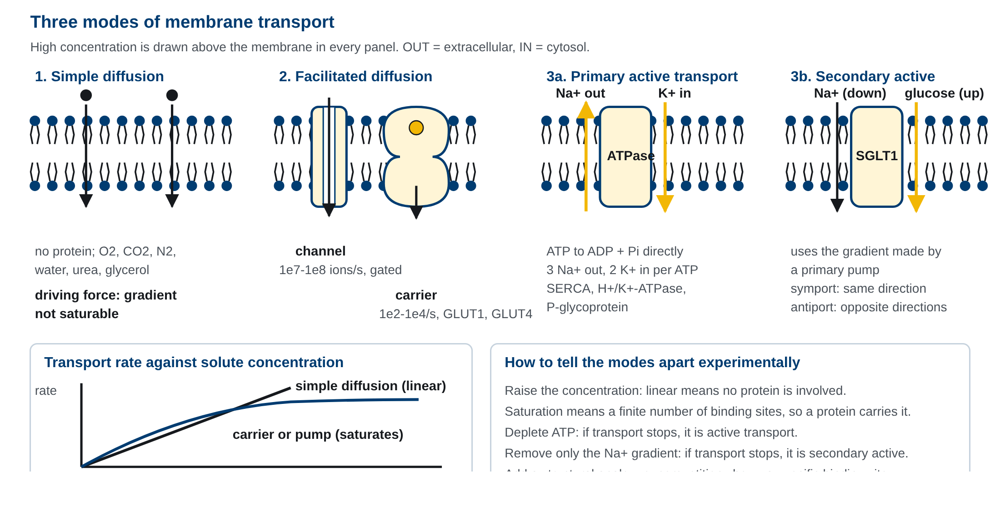 Three modes of membrane transport
High concentration is drawn above the membrane in every panel. OUT = extracellular, IN = cytosol.
1. Simple diffusion
no protein; O2, CO2, N2,
water, urea, glycerol
driving force: gradient
not saturable
2. Facilitated diffusion
channel
1e7-1e8 ions/s, gated
carrier
1e2-1e4/s, GLUT1, GLUT4
3a. Primary active transport
Na+ out
K+ in
ATPase
ATP to ADP + Pi directly
3 Na+ out, 2 K+ in per ATP
SERCA, H+/K+-ATPase,
P-glycoprotein
3b. Secondary active
Na+ (down)
glucose (up)
SGLT1
uses the gradient made by
a primary pump
symport: same direction
antiport: opposite directions
Transport rate against solute concentration
rate
simple diffusion (linear)
carrier or pump (saturates)
How to tell the modes apart experimentally
Raise the concentration: linear means no protein is involved.
Saturation means a finite number of binding sites, so a protein carries it.
Deplete ATP: if transport stops, it is active transport.
Remove only the Na+ gradient: if transport stops, it is secondary active.